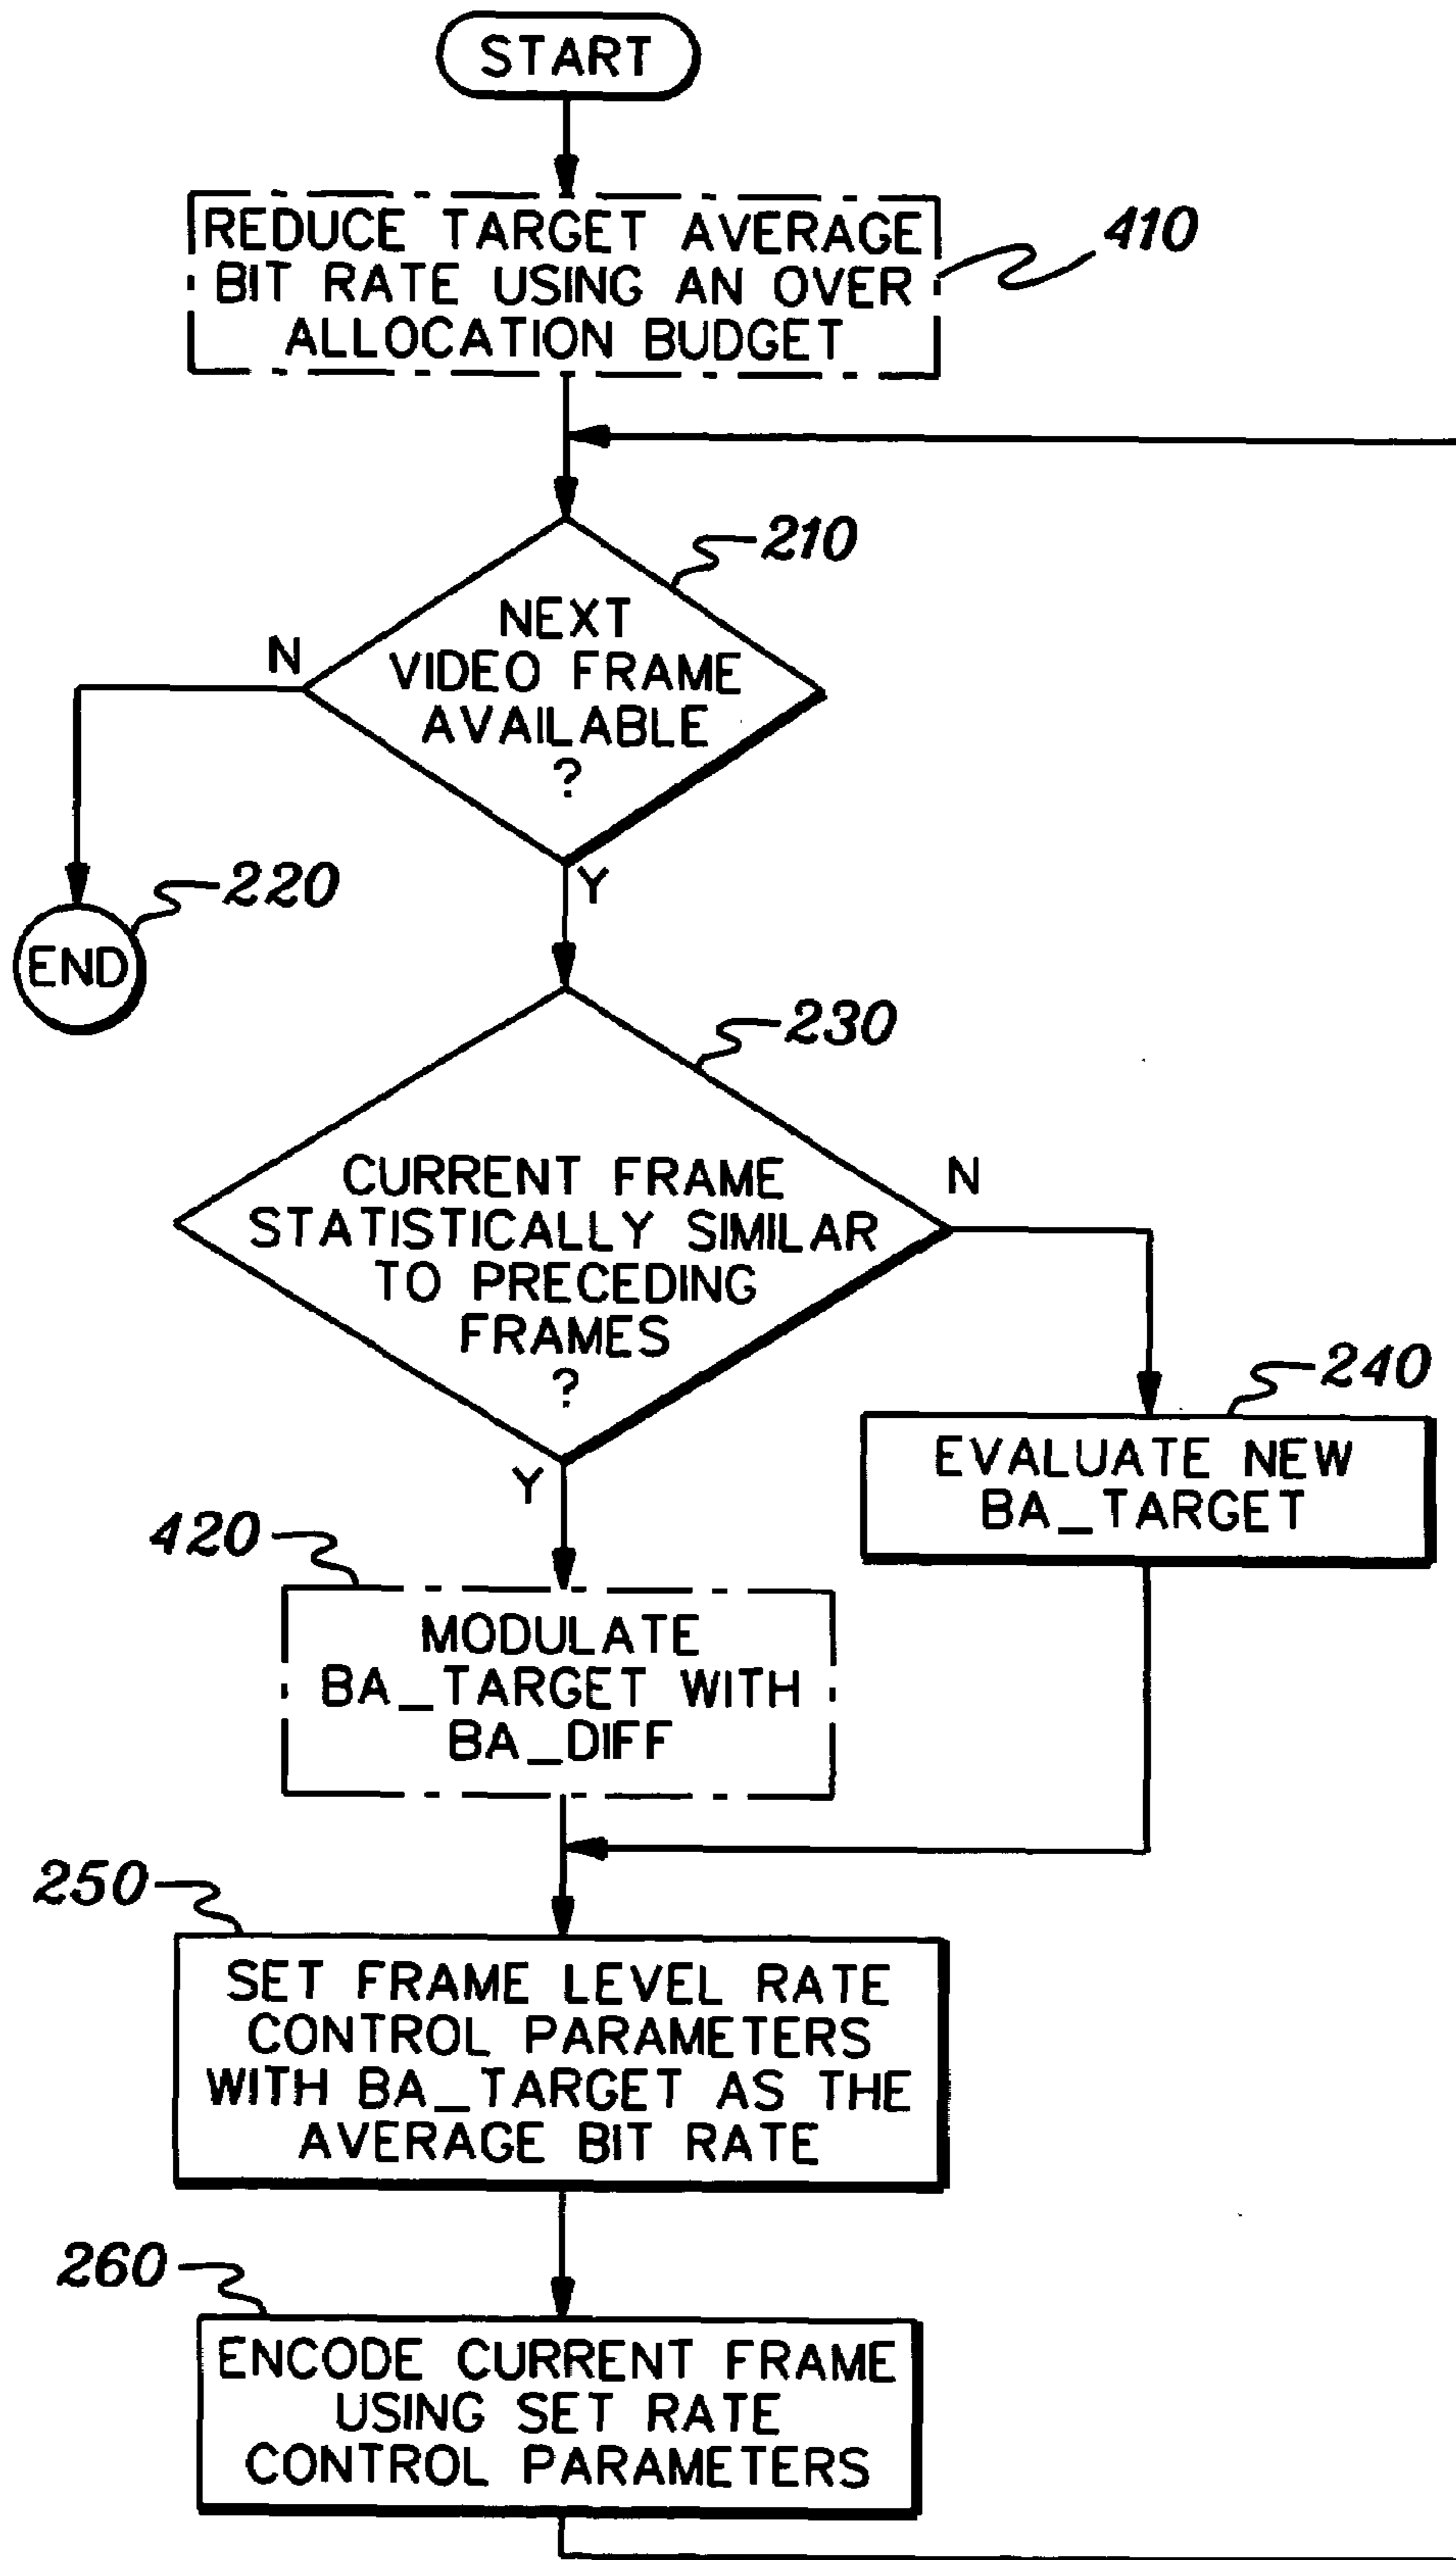 START
REDUCE TARGET AVERAGE
BIT RATE USING AN OVER
ALLOCATION BUDGET
410
210
NEXT
VIDEO FRAME
AVAILABLE
?
N
Y
220
END
230
CURRENT FRAME
STATISTICALLY SIMILAR
TO PRECEDING
FRAMES
?
N
Y
240
EVALUATE NEW
BA_TARGET
420
MODULATE
BA_TARGET WITH
BA_DIFF
250
SET FRAME LEVEL RATE
CONTROL PARAMETERS
WITH BA_TARGET AS THE
AVERAGE BIT RATE
260
ENCODE CURRENT FRAME
USING SET RATE
CONTROL PARAMETERS